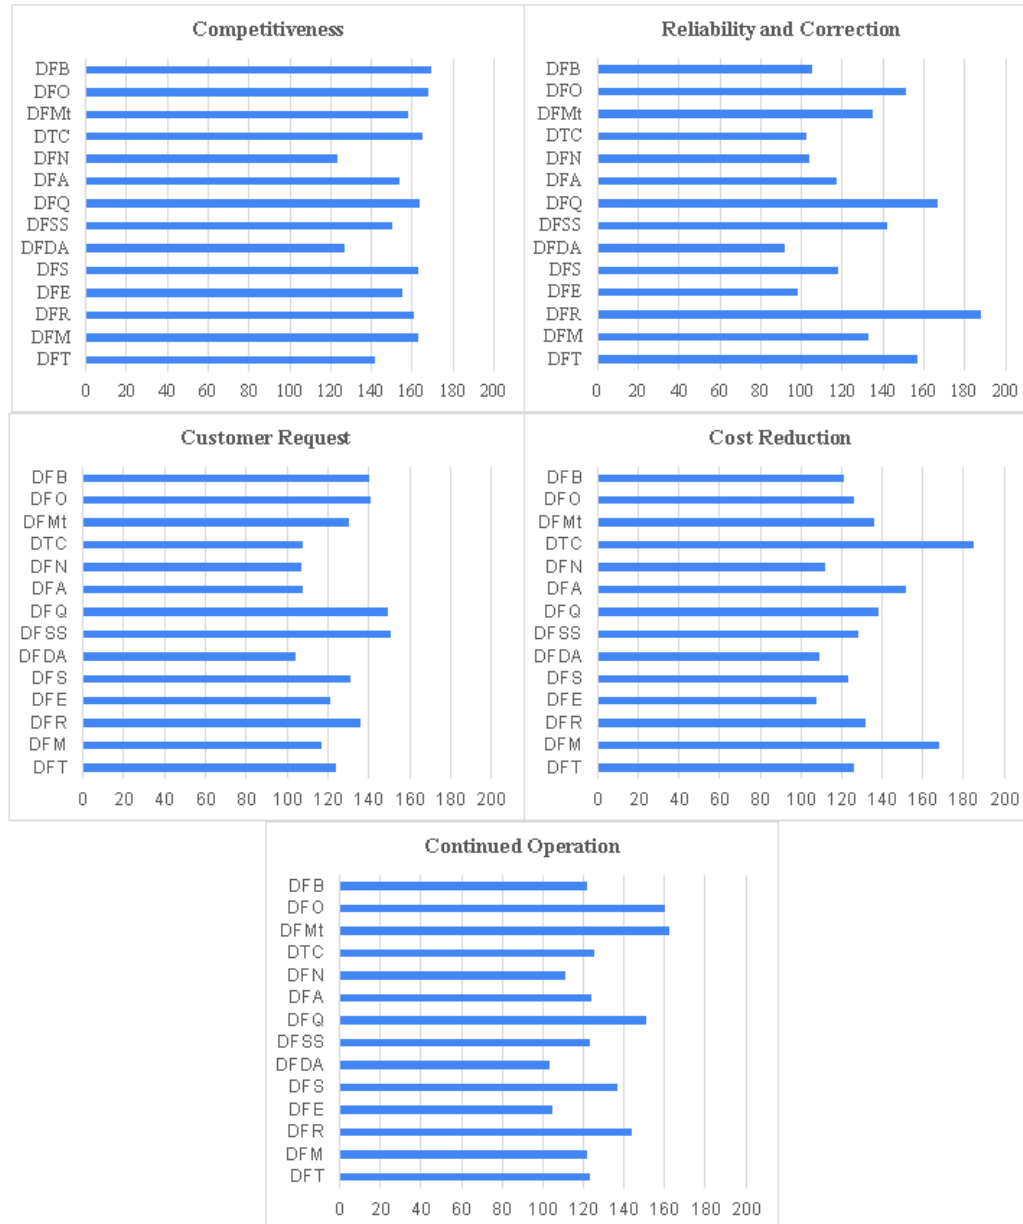 Competitiveness
DFB
DFO
DFMt
DTC
DFN
DFA
DFQ
DFSS
DFDA
DFS
DFE
DFR
DFM
DFT
0 20 40 60 80 100 120 140 160 180 200
Reliability and Correction
DFB
DFO
DFMt
DTC
DFN
DFA
DFQ
DFSS
DFDA
DFS
DFE
DFR
DFM
DFT
0 20 40 60 80 100 120 140 160 180 200
Customer Request
DFB
DFO
DFMt
DTC
DFN
DFA
DFQ
DFSS
DFDA
DFS
DFE
DFR
DFM
DFT
0 20 40 60 80 100 120 140 160 180 200
Cost Reduction
DFB
DFO
DFMt
DTC
DFN
DFA
DFQ
DFSS
DFDA
DFS
DFE
DFR
DFM
DFT
0 20 40 60 80 100 120 140 160 180 200
Continued Operation
DFB
DFO
DFMt
DTC
DFN
DFA
DFQ
DFSS
DFDA
DFS
DFE
DFR
DFM
DFT
0 20 40 60 80 100 120 140 160 180 200